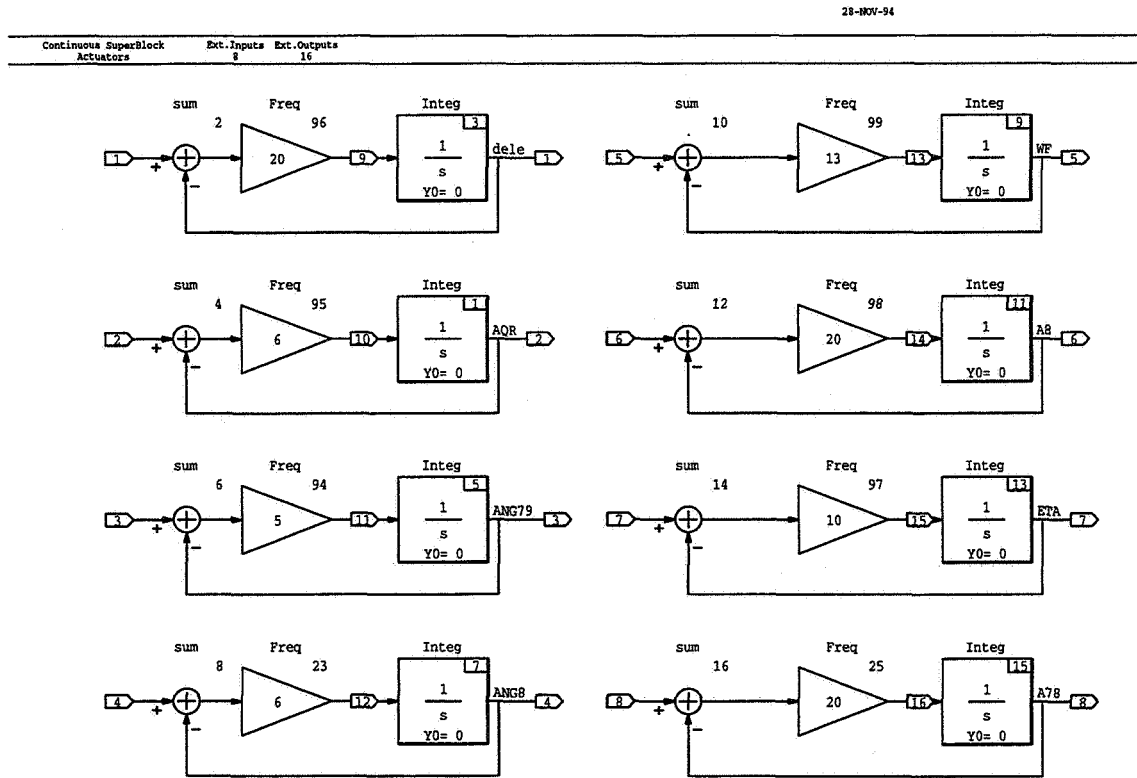 28-NOV-94
Continuous SuperBlock Ext.Inputs Ext.Outputs
Actuators 8 16
sum Freq Integ sum Freq Integ
2 96 3 10 99 9
1 + 20 9 1 dele 1 5 + 13 13 1 WF 5
− s − s
Y0= 0 Y0= 0
sum Freq Integ sum Freq Integ
4 95 1 12 98 11
2 + 6 10 1 AQR 2 6 + 20 14 1 A8 6
− s − s
Y0= 0 Y0= 0
sum Freq Integ sum Freq Integ
6 94 5 14 97 13
3 + 5 11 1 ANG79 3 7 + 10 15 1 ETA 7
− s − s
Y0= 0 Y0= 0
sum Freq Integ sum Freq Integ
8 23 7 16 25 15
4 + 6 12 1 ANG8 4 8 + 20 16 1 A78 8
− s − s
Y0= 0 Y0= 0